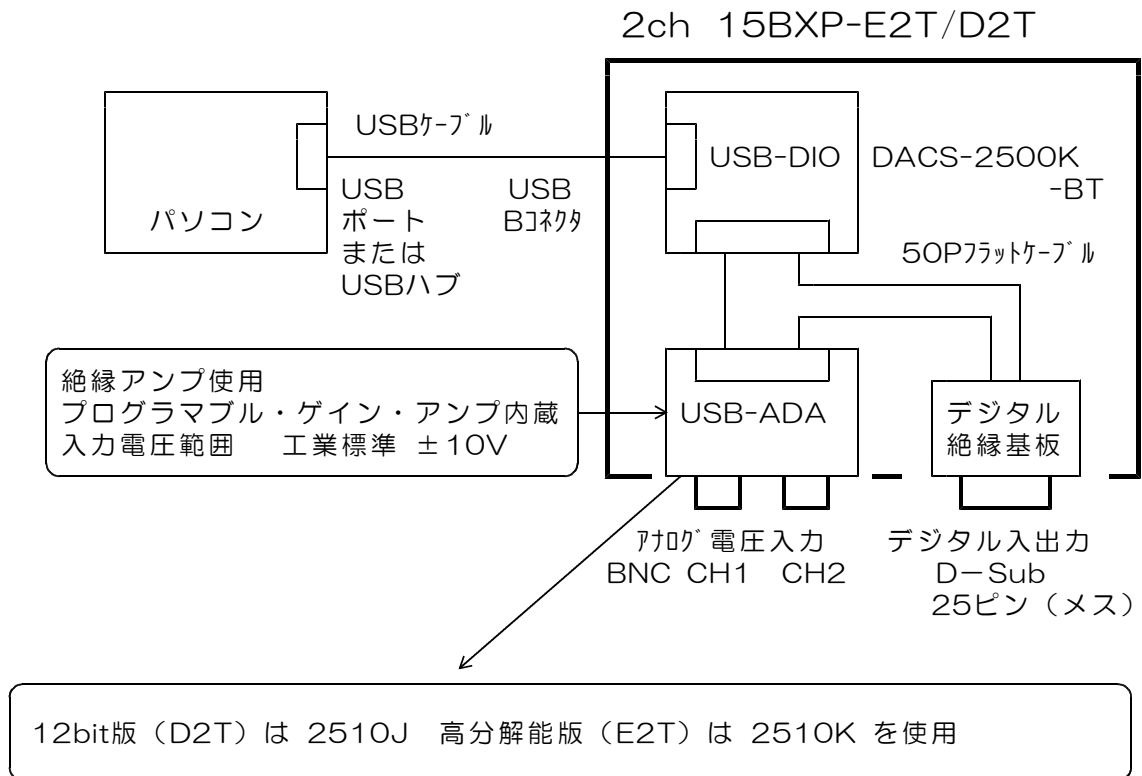 2ch 15BXP-E2T/D2T
USBｹｰﾌﾞﾙ
USB-DIO
DACS-2500K
-BT
パソコン
USB
ポート
または
USBハブ
USB
Bｺﾈｸﾀ
50Pﾌﾗｯﾄｹｰﾌﾞﾙ
絶縁アンプ使用
プログラマブル・ゲイン・アンプ内蔵
入力電圧範囲 工業標準 ±10V
USB-ADA
デジタル
絶縁基板
ｱﾅﾛｸﾞ電圧入力
BNC CH1 CH2
デジタル入出力
D－Sub
25ピン（メス）
12bit版（D2T）は 2510J 高分解能版（E2T）は 2510K を使用